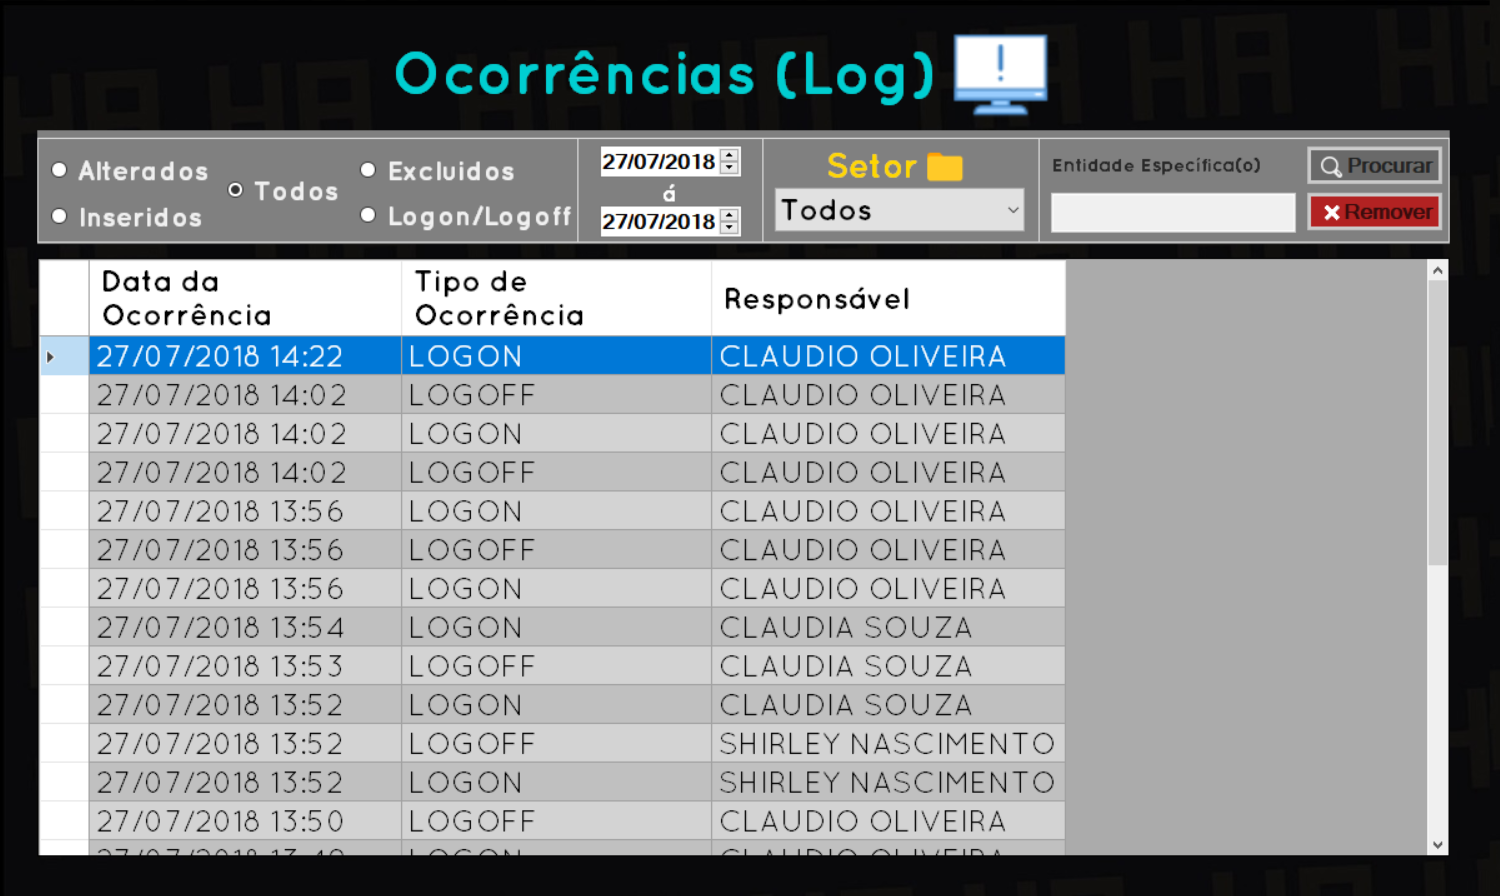 Ocorrências (Log)
Alterados
Todos
Excluidos
Inseridos
Logon/Logoff
27/07/2018
á
27/07/2018
Setor
Todos
Entidade Específica(o)
Procurar
Remover
Data da Ocorrência Tipo de Ocorrência Responsável
27/07/2018 14:22 LOGON CLAUDIO OLIVEIRA
27/07/2018 14:02 LOGOFF CLAUDIO OLIVEIRA
27/07/2018 14:02 LOGON CLAUDIO OLIVEIRA
27/07/2018 14:02 LOGOFF CLAUDIO OLIVEIRA
27/07/2018 13:56 LOGON CLAUDIO OLIVEIRA
27/07/2018 13:56 LOGOFF CLAUDIO OLIVEIRA
27/07/2018 13:56 LOGON CLAUDIO OLIVEIRA
27/07/2018 13:54 LOGON CLAUDIA SOUZA
27/07/2018 13:53 LOGOFF CLAUDIA SOUZA
27/07/2018 13:52 LOGON CLAUDIA SOUZA
27/07/2018 13:52 LOGOFF SHIRLEY NASCIMENTO
27/07/2018 13:52 LOGON SHIRLEY NASCIMENTO
27/07/2018 13:50 LOGOFF CLAUDIO OLIVEIRA
LOGON CLAUDIO OLIVEIRA